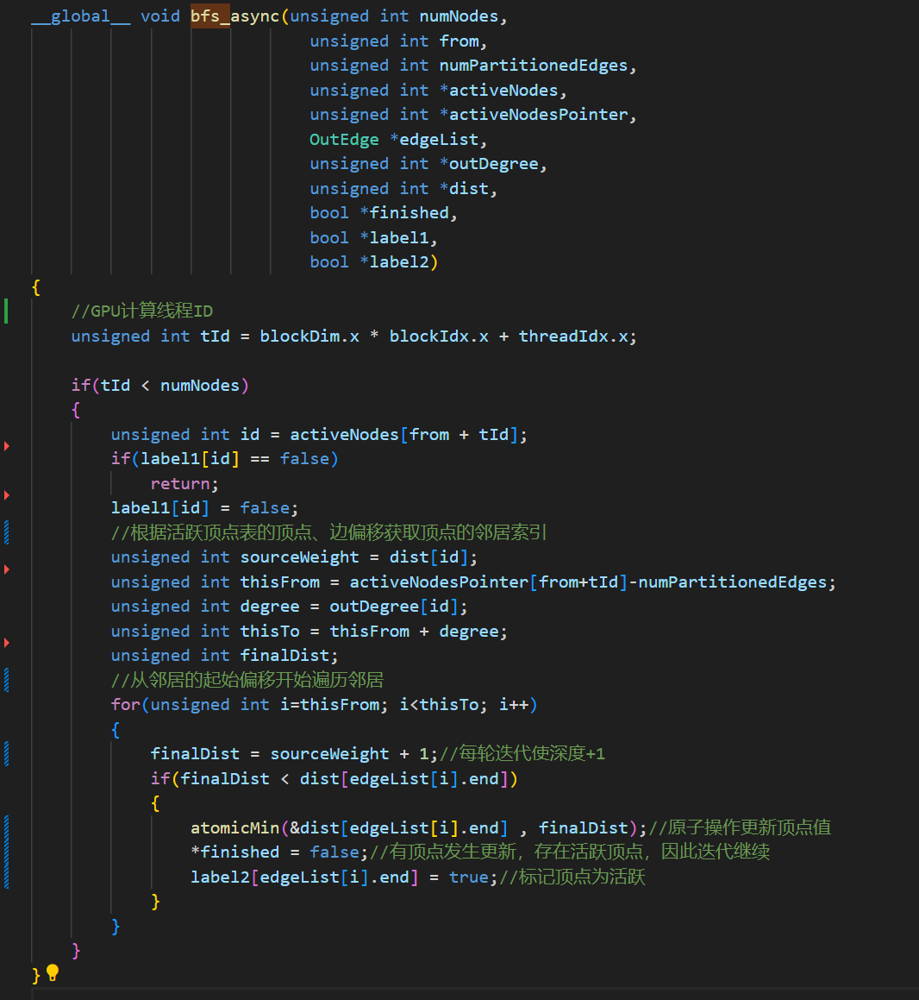 __global__ void bfs_async(unsigned int numNodes,
unsigned int from,
unsigned int numPartitionedEdges,
unsigned int *activeNodes,
unsigned int *activeNodesPointer,
OutEdge *edgeList,
unsigned int *outDegree,
unsigned int *dist,
bool *finished,
bool *label1,
bool *label2)
{
//GPU计算线程ID
unsigned int tId = blockDim.x * blockIdx.x + threadIdx.x;
if(tId < numNodes)
{
unsigned int id = activeNodes[from + tId];
if(label1[id] == false)
return;
label1[id] = false;
//根据活跃顶点表的顶点、边偏移获取顶点的邻居索引
unsigned int sourceWeight = dist[id];
unsigned int thisFrom = activeNodesPointer[from+tId]-numPartitionedEdges;
unsigned int degree = outDegree[id];
unsigned int thisTo = thisFrom + degree;
unsigned int finalDist;
//从邻居的起始偏移开始遍历邻居
for(unsigned int i=thisFrom; i<thisTo; i++)
{
finalDist = sourceWeight + 1;//每轮迭代使深度+1
if(finalDist < dist[edgeList[i].end])
{
atomicMin(&dist[edgeList[i].end] , finalDist);//原子操作更新顶点值
*finished = false;//有顶点发生更新，存在活跃顶点，因此迭代继续
label2[edgeList[i].end] = true;//标记顶点为活跃
}
}
}
}